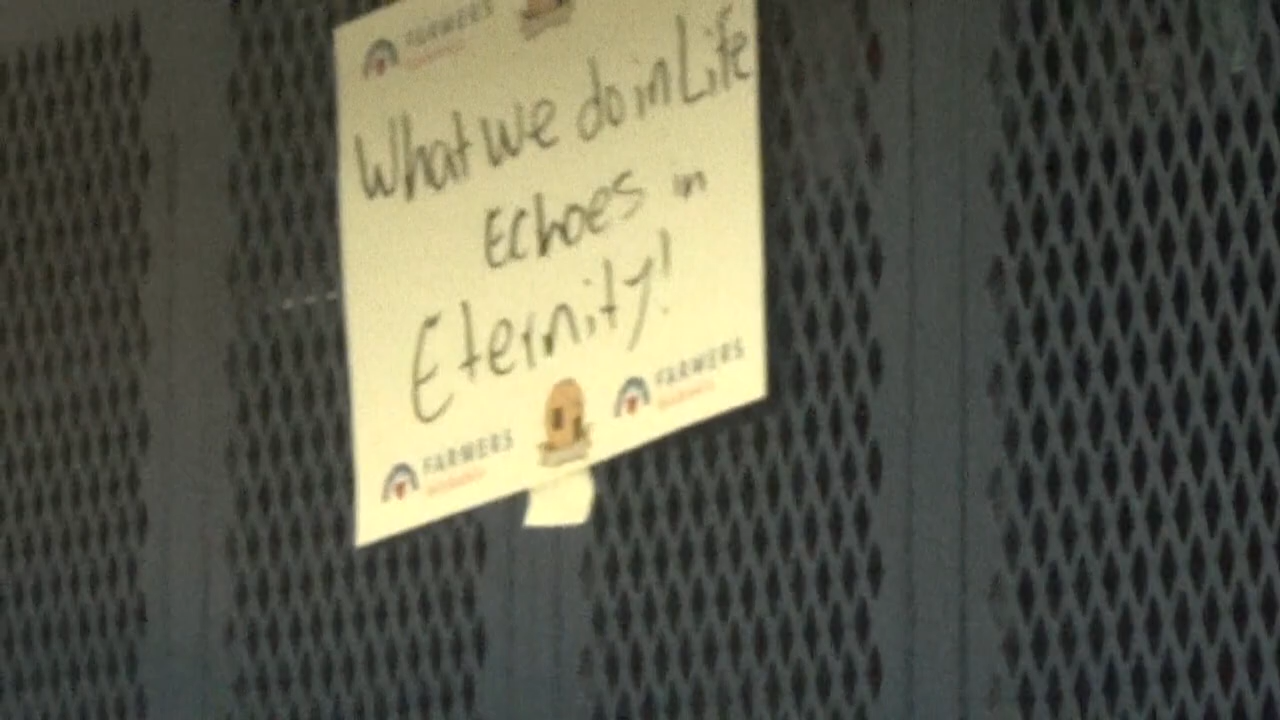 FARMERS
What we do in Life
Echoes in
Eternity!
FARMERS
FARMERS